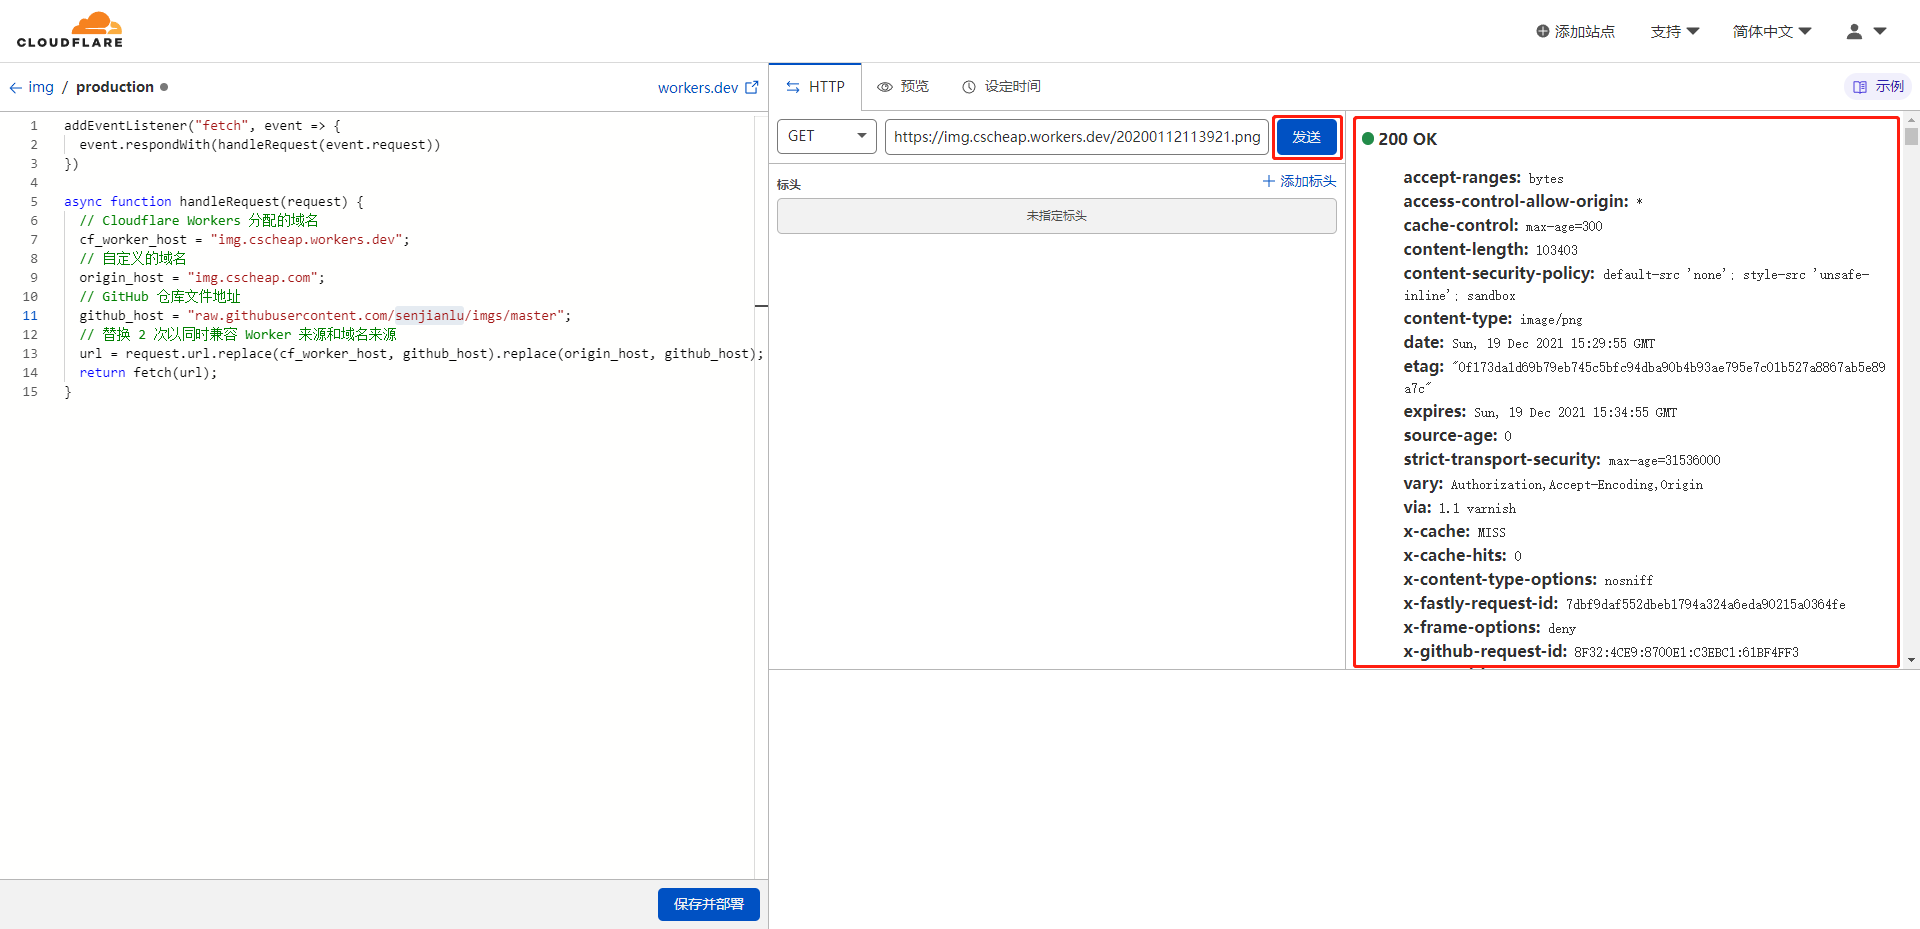 CLOUDFLARE
添加站点 支持 简体中文
img / production
workers.dev
HTTP 预览 设定时间
示例
1 addEventListener("fetch", event => {
2 event.respondWith(handleRequest(event.request))
3 })
4
5 async function handleRequest(request) {
6 // Cloudflare Workers 分配的域名
7 cf_worker_host = "img.cscheap.workers.dev";
8 // 自定义的域名
9 origin_host = "img.cscheap.com";
10 // GitHub 仓库文件地址
11 github_host = "raw.githubusercontent.com/senjianlu/imgs/master";
12 // 替换 2 次以同时兼容 Worker 来源和域名来源
13 url = request.url.replace(cf_worker_host, github_host).replace(origin_host, github_host);
14 return fetch(url);
15 }
保存并部署
GET https://img.cscheap.workers.dev/20200112113921.png 发送
标头 添加标头
未指定标头
200 OK
accept-ranges: bytes
access-control-allow-origin: *
cache-control: max-age=300
content-length: 103403
content-security-policy: default-src 'none'; style-src 'unsafe-
inline'; sandbox
content-type: image/png
date: Sun, 19 Dec 2021 15:29:55 GMT
etag: "0f173da1d69b79eb745c5bfc94dba90b4b93ae795e7c01b527a8867ab5e89
a7c"
expires: Sun, 19 Dec 2021 15:34:55 GMT
source-age: 0
strict-transport-security: max-age=31536000
vary: Authorization,Accept-Encoding,Origin
via: 1.1 varnish
x-cache: MISS
x-cache-hits: 0
x-content-type-options: nosniff
x-fastly-request-id: 7dbf9daf552dbeb1794a324a6eda90215a0364fe
x-frame-options: deny
x-github-request-id: 8F32:4CE9:8700E1:C3EBC1:61BF4FF3